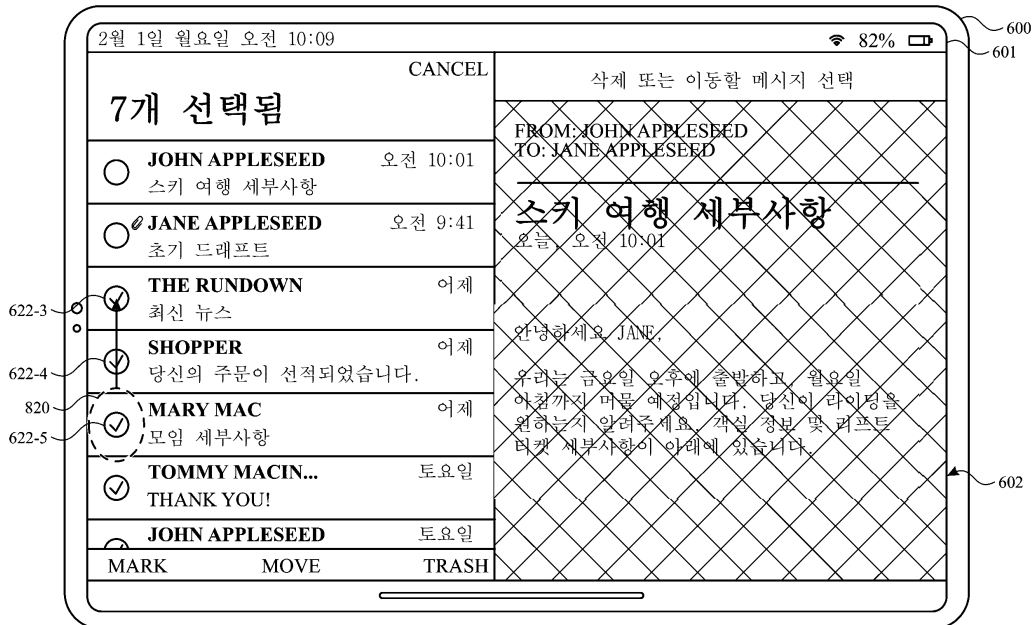 600
2월 1일 월요일 오전 10:09
82%
601
CANCEL
7개 선택됨
JOHN APPLESEED 오전 10:01
스키 여행 세부사항
JANE APPLESEED 오전 9:41
초기 드래프트
THE RUNDOWN 어제
최신 뉴스
622-3
SHOPPER 어제
당신의 주문이 선적되었습니다.
622-4
820
MARY MAC 어제
모임 세부사항
622-5
TOMMY MACIN... 토요일
THANK YOU!
JOHN APPLESEED 토요일
MARK MOVE TRASH
삭제 또는 이동할 메시지 선택
FROM: JOHN APPLESEED
TO: JANE APPLESEED
스키 여행 세부사항
오늘, 오전 10:01
안녕하세요 JANE,
우리는 금요일 오후에 출발하고, 월요일
아침까지 머물 예정입니다. 당신이 라이딩을
원하는지 알려주세요. 객실 정보 및 리프트
티켓 세부사항이 아래에 있습니다.
602